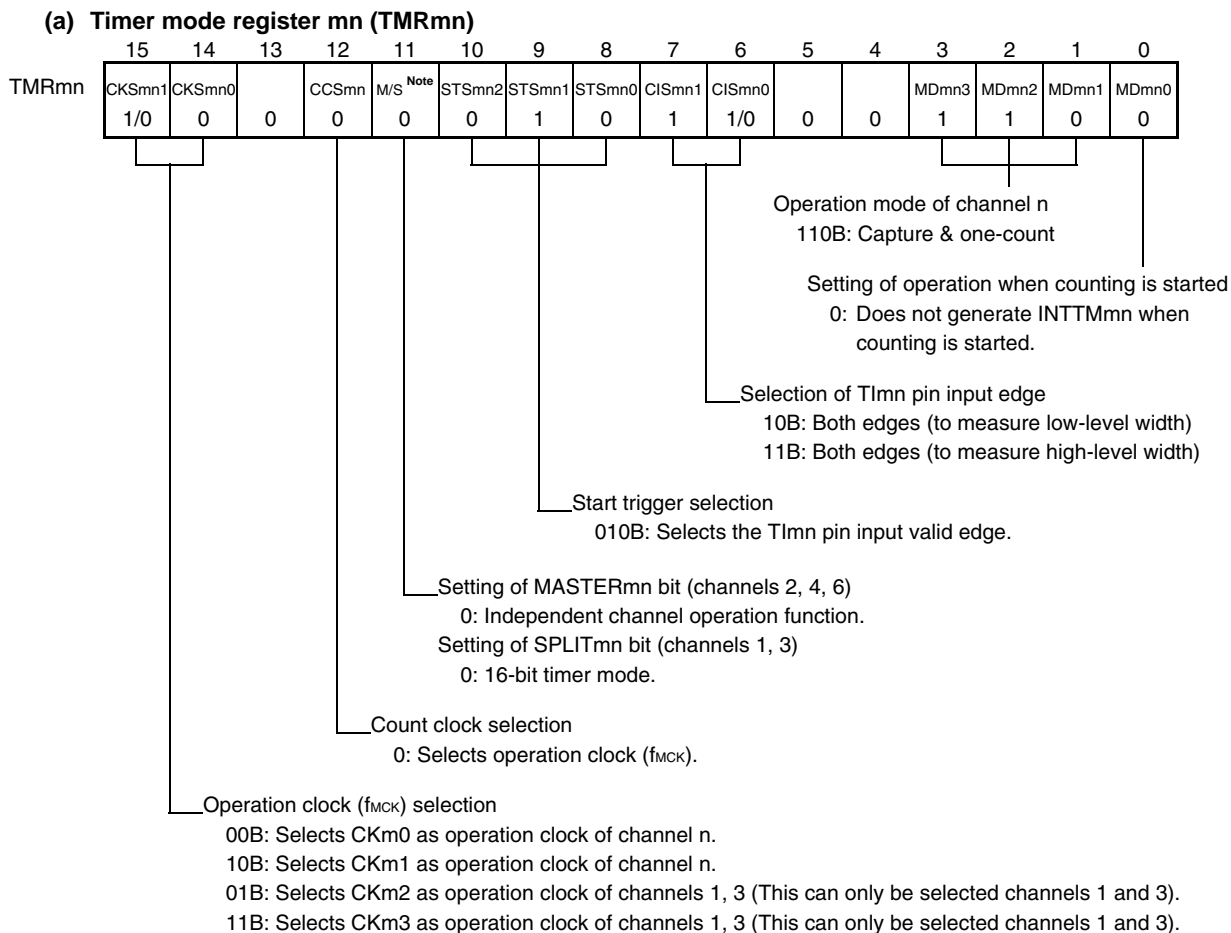 (a) Timer mode register mn (TMRmn)
15 14 13 12 11 10 9 8 7 6 5 4 3 2 1 0
TMRmn CKSmn1 CKSmn0 CCSmn M/S Note STSmn2 STSmn1 STSmn0 CISmn1 CISmn0 MDmn3 MDmn2 MDmn1 MDmn0
1/0 0 0 0 0 0 1 0 1 1/0 0 0 1 1 0 0
Operation mode of channel n
110B: Capture & one-count
Setting of operation when counting is started
0: Does not generate INTTMmn when
counting is started.
Selection of TImn pin input edge
10B: Both edges (to measure low-level width)
11B: Both edges (to measure high-level width)
Start trigger selection
010B: Selects the TImn pin input valid edge.
Setting of MASTERmn bit (channels 2, 4, 6)
0: Independent channel operation function.
Setting of SPLITmn bit (channels 1, 3)
0: 16-bit timer mode.
Count clock selection
0: Selects operation clock (fMCK).
Operation clock (fMCK) selection
00B: Selects CKm0 as operation clock of channel n.
10B: Selects CKm1 as operation clock of channel n.
01B: Selects CKm2 as operation clock of channels 1, 3 (This can only be selected channels 1 and 3).
11B: Selects CKm3 as operation clock of channels 1, 3 (This can only be selected channels 1 and 3).